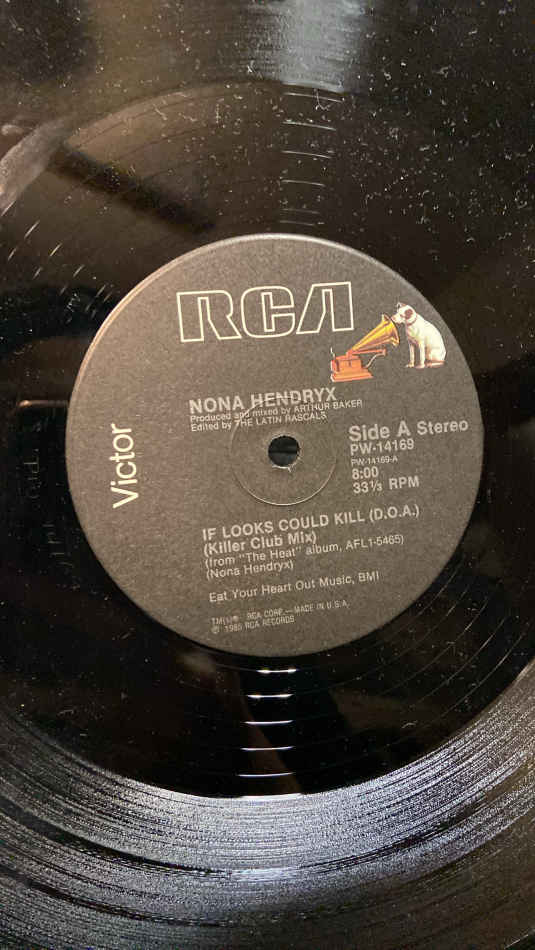 RCA
NONA HENDRYX
Produced and mixed by ARTHUR BAKER
Edited by THE LATIN RASCALS
Victor
Side A Stereo
PW-14169
PW-14169-A
8:00
33⅓ RPM
IF LOOKS COULD KILL (D.O.A.)
(Killer Club Mix)
(from "The Heat" album, AFL1-5465)
(Nona Hendryx)
Eat Your Heart Out Music, BMI
RCA CORP.—MADE IN U.S.A.
℗ 1985 RCA RECORDS